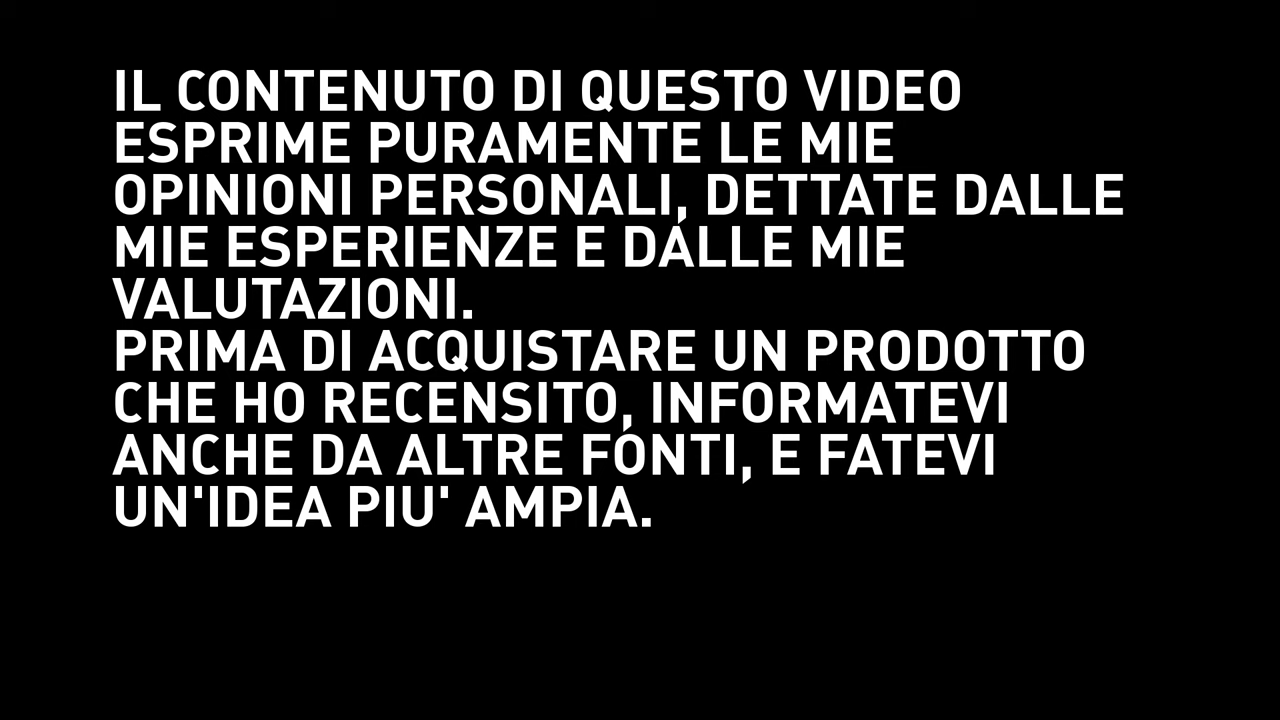 IL CONTENUTO DI QUESTO VIDEO
ESPRIME PURAMENTE LE MIE
OPINIONI PERSONALI, DETTATE DALLE
MIE ESPERIENZE E DALLE MIE
VALUTAZIONI.
PRIMA DI ACQUISTARE UN PRODOTTO
CHE HO RECENSITO, INFORMATEVI
ANCHE DA ALTRE FONTI, E FATEVI
UN'IDEA PIU' AMPIA.